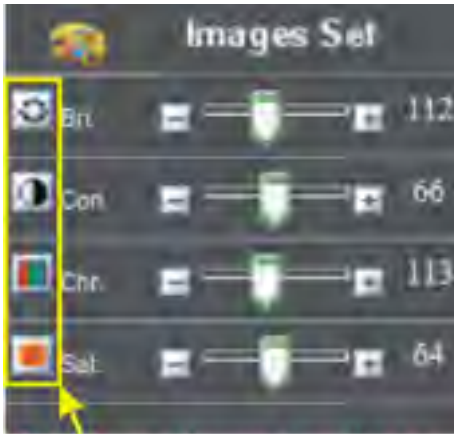 Images Set
Bri. 112
Con. 66
Chr. 113
Sat. 64